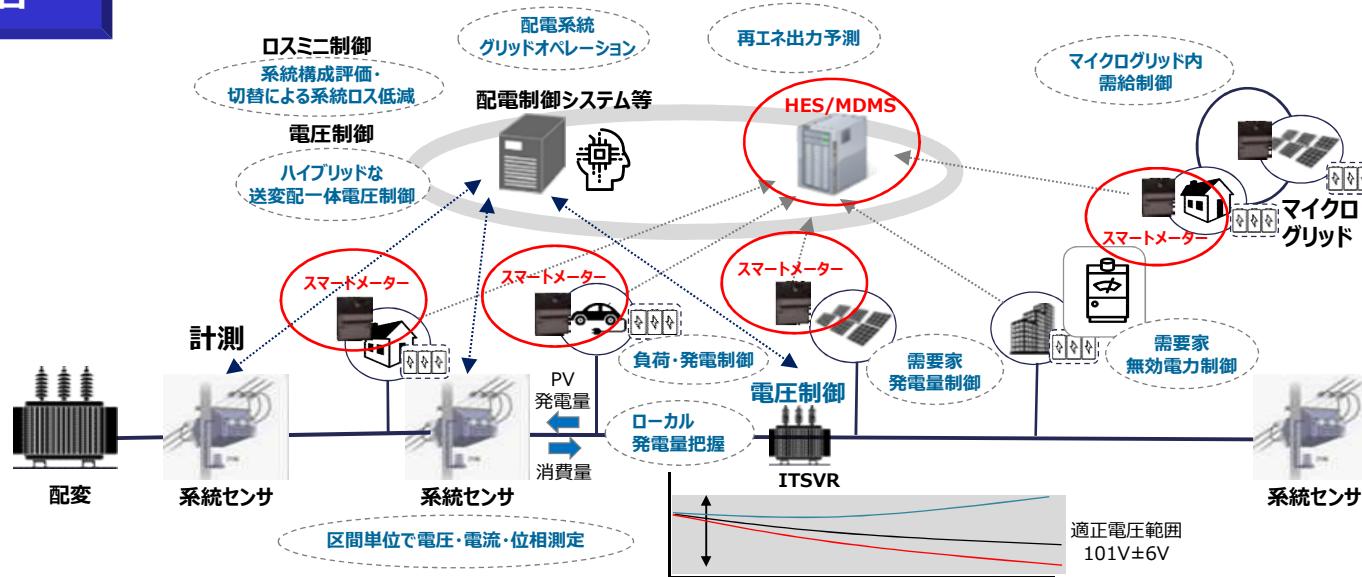 ロスミニ制御
系統構成評価・
切替による系統ロス低減
電圧制御
ハイブリッドな
送変配一体電圧制御
配電系統
グリッドオペレーション
再エネ出力予測
マイクログリッド内
需給制御
配電制御システム等
HES/MDMS
マイクロ
グリッド
スマートメーター
スマートメーター
スマートメーター
スマートメーター
計測
負荷・発電制御
需要家
発電量制御
需要家
無効電力制御
電圧制御
PV
発電量
消費量
ローカル
発電量把握
配変
系統センサ
系統センサ
ITSVR
系統センサ
区間単位で電圧・電流・位相測定
適正電圧範囲
101V±6V